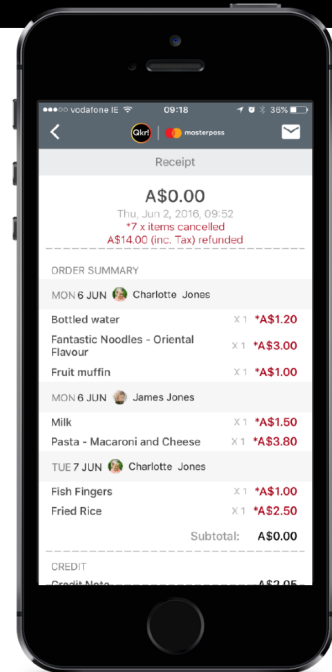 vodafone IE 09:18 36%
Qkr! masterpass
Receipt
A$0.00
Thu, Jun 2, 2016, 09:52
*7 x items cancelled
A$14.00 (inc. Tax) refunded
ORDER SUMMARY
MON 6 JUN Charlotte Jones
Bottled water X 1 *A$1.20
Fantastic Noodles - Oriental
Flavour X 1 *A$3.00
Fruit muffin X 1 *A$1.00
MON 6 JUN James Jones
Milk X 1 *A$1.50
Pasta - Macaroni and Cheese X 1 *A$3.80
TUE 7 JUN Charlotte Jones
Fish Fingers X 1 *A$1.00
Fried Rice X 1 *A$2.50
Subtotal: A$0.00
CREDIT
Credit Note A$2.05